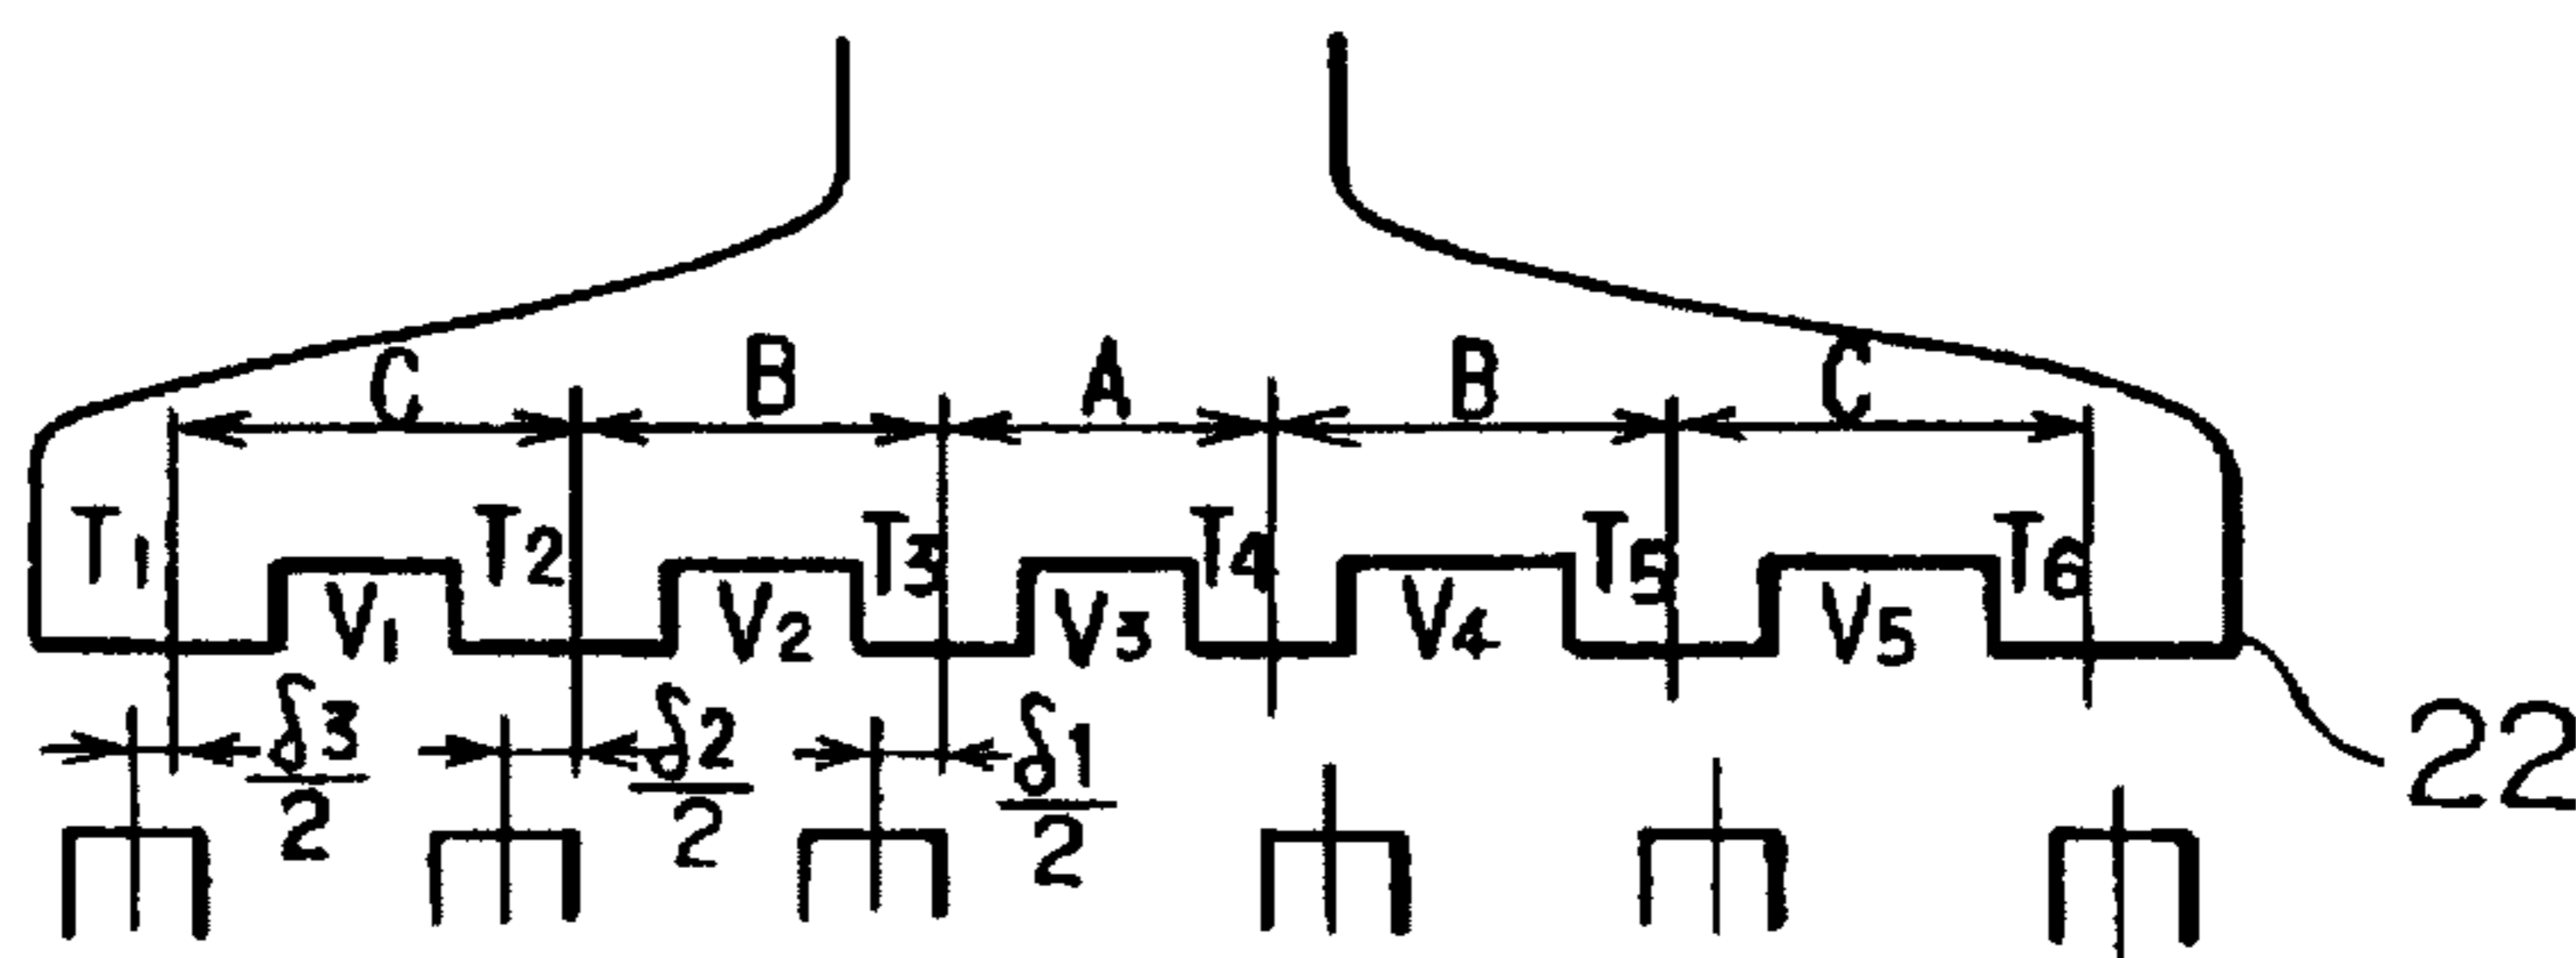 C B A B C
T1 T2 T3 T4 T5 T6
V1 V2 V3 V4 V5
δ3/2 δ2/2 δ1/2
22